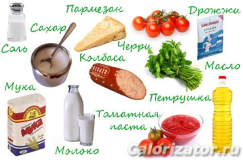 Пармезан
Дрожжи
Сахар
Соль
Колбаса
Черри
Масло
Мука
Петрушка
Молоко
Томатная
паста
Calorizator.ru